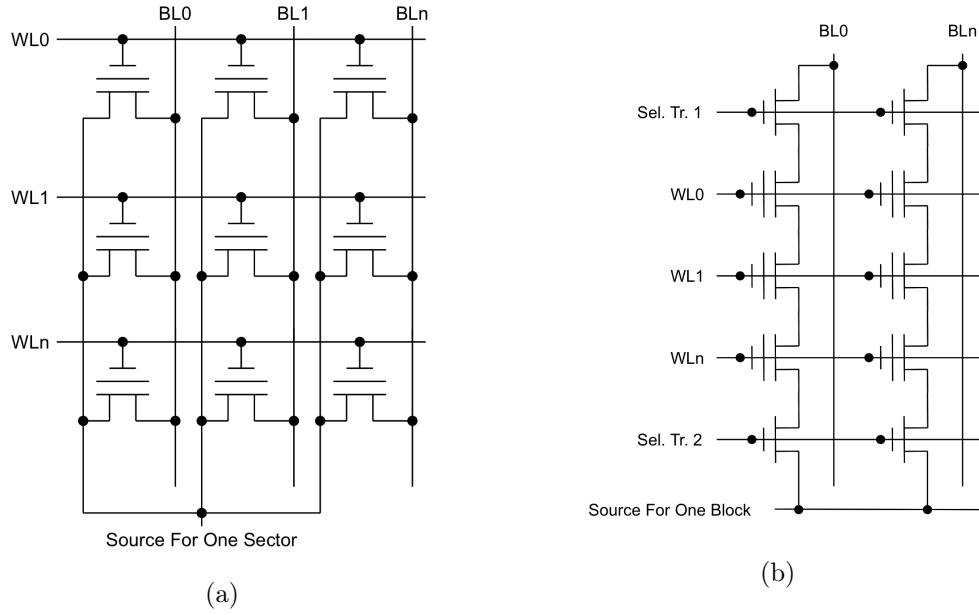 BL0 BL1 BLn
WL0
WL1
WLn
Source For One Sector
(a)
BL0 BLn
Sel. Tr. 1
WL0
WL1
WLn
Sel. Tr. 2
Source For One Block
(b)